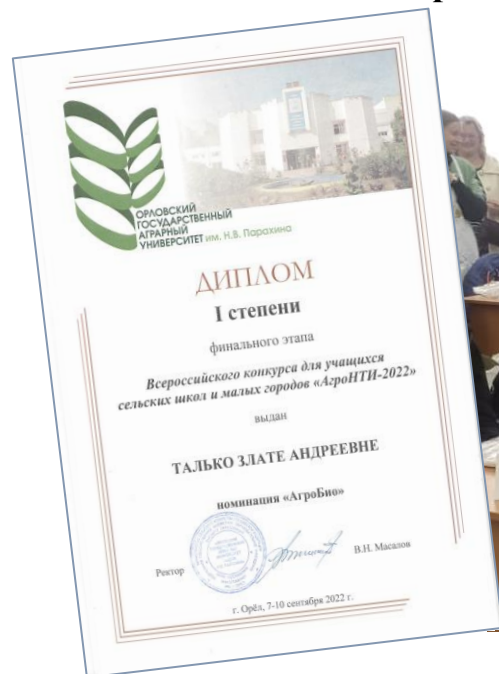 ОРЛОВСКИЙ
ГОСУДАРСТВЕННЫЙ
АГРАРНЫЙ
УНИВЕРСИТЕТ им. Н.В. Парахина
ДИПЛОМ
I степени
финального этапа
Всероссийского конкурса для учащихся
сельских школ и малых городов «АгроНТИ-2022»
выдан
ТАЛЬКО ЗЛАТЕ АНДРЕЕВНЕ
номинация «АгроБио»
Ректор В.Н. Масалов
г. Орёл, 7-10 сентября 2022 г.